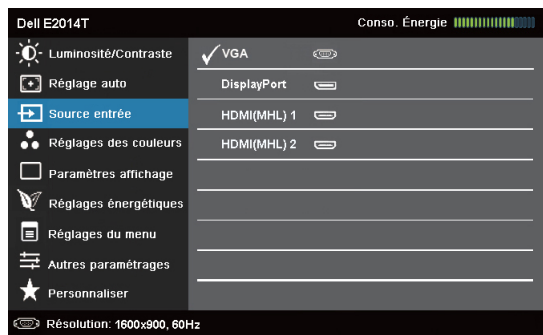 Dell E2014T
Conso. Énergie
Luminosité/Contraste
VGA
Réglage auto
DisplayPort
Source entrée
HDMI(MHL) 1
Réglages des couleurs
HDMI(MHL) 2
Paramètres affichage
Réglages énergétiques
Réglages du menu
Autres paramétrages
Personnaliser
Résolution: 1600x900, 60Hz